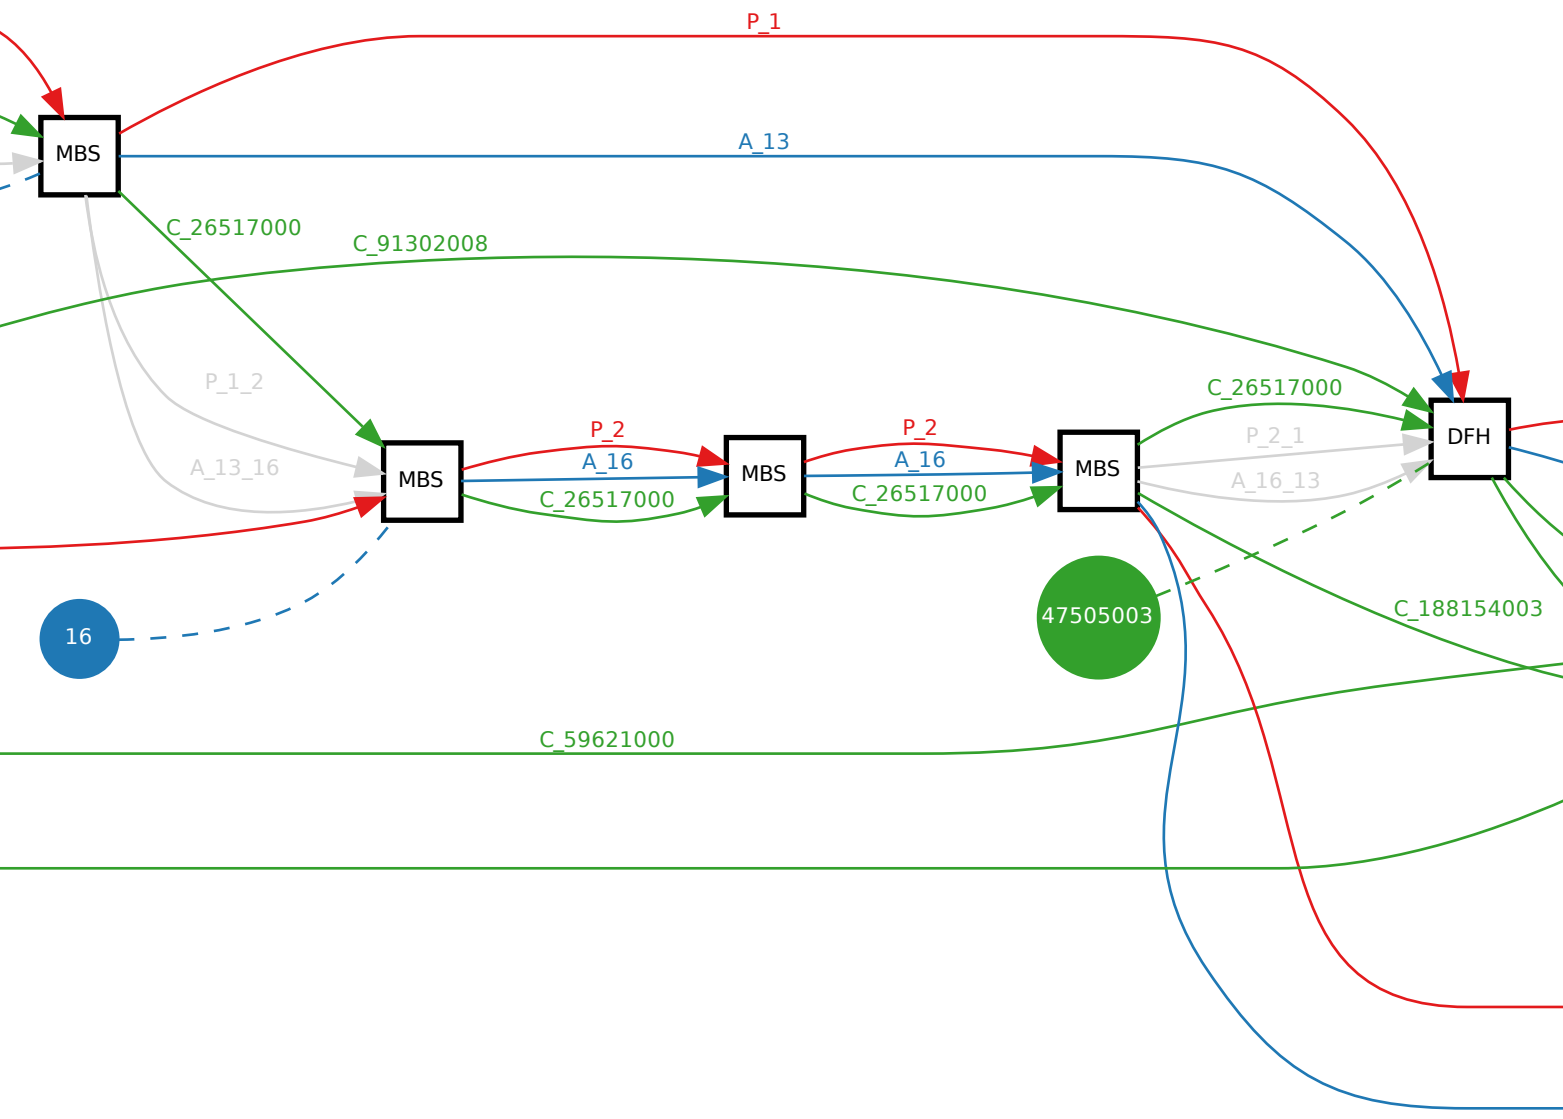 P_1
A_13
MBS
C_26517000
C_91302008
P_1_2
A_13_16
C_26517000
P_2
P_2
P_2_1
DFH
A_16
A_16
MBS
MBS
MBS
A_16_13
C_26517000
C_26517000
47505003
C_188154003
16
C_59621000